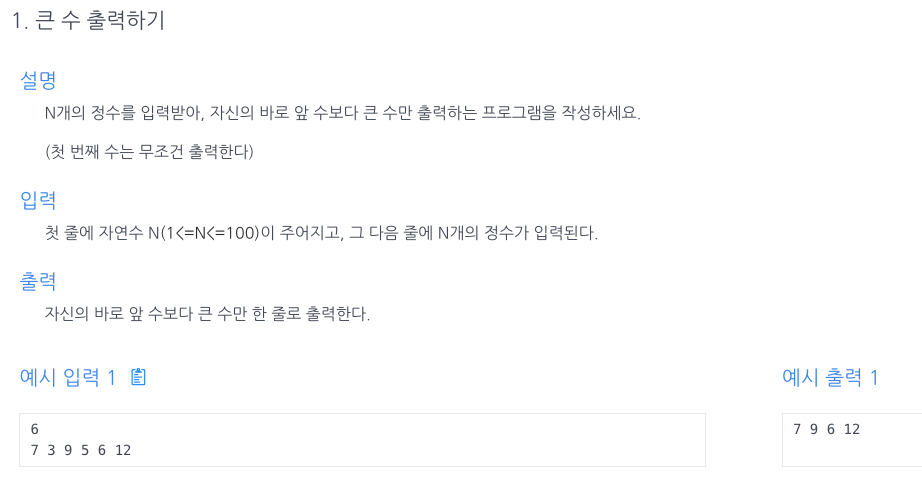 1. 큰 수 출력하기
설명
N개의 정수를 입력받아, 자신의 바로 앞 수보다 큰 수만 출력하는 프로그램을 작성하세요.
(첫 번째 수는 무조건 출력한다)
입력
첫 줄에 자연수 N(1<=N<=100)이 주어지고, 그 다음 줄에 N개의 정수가 입력된다.
출력
자신의 바로 앞 수보다 큰 수만 한 줄로 출력한다.
예시 입력 1
6
7 3 9 5 6 12
예시 출력 1
7 9 6 12